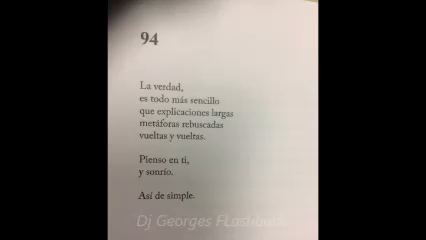 94
La verdad,
es todo más sencillo
que explicaciones largas
metáforas rebuscadas
vueltas y vueltas.
Pienso en ti,
y sonrío.
Así de simple.
Dj Georges